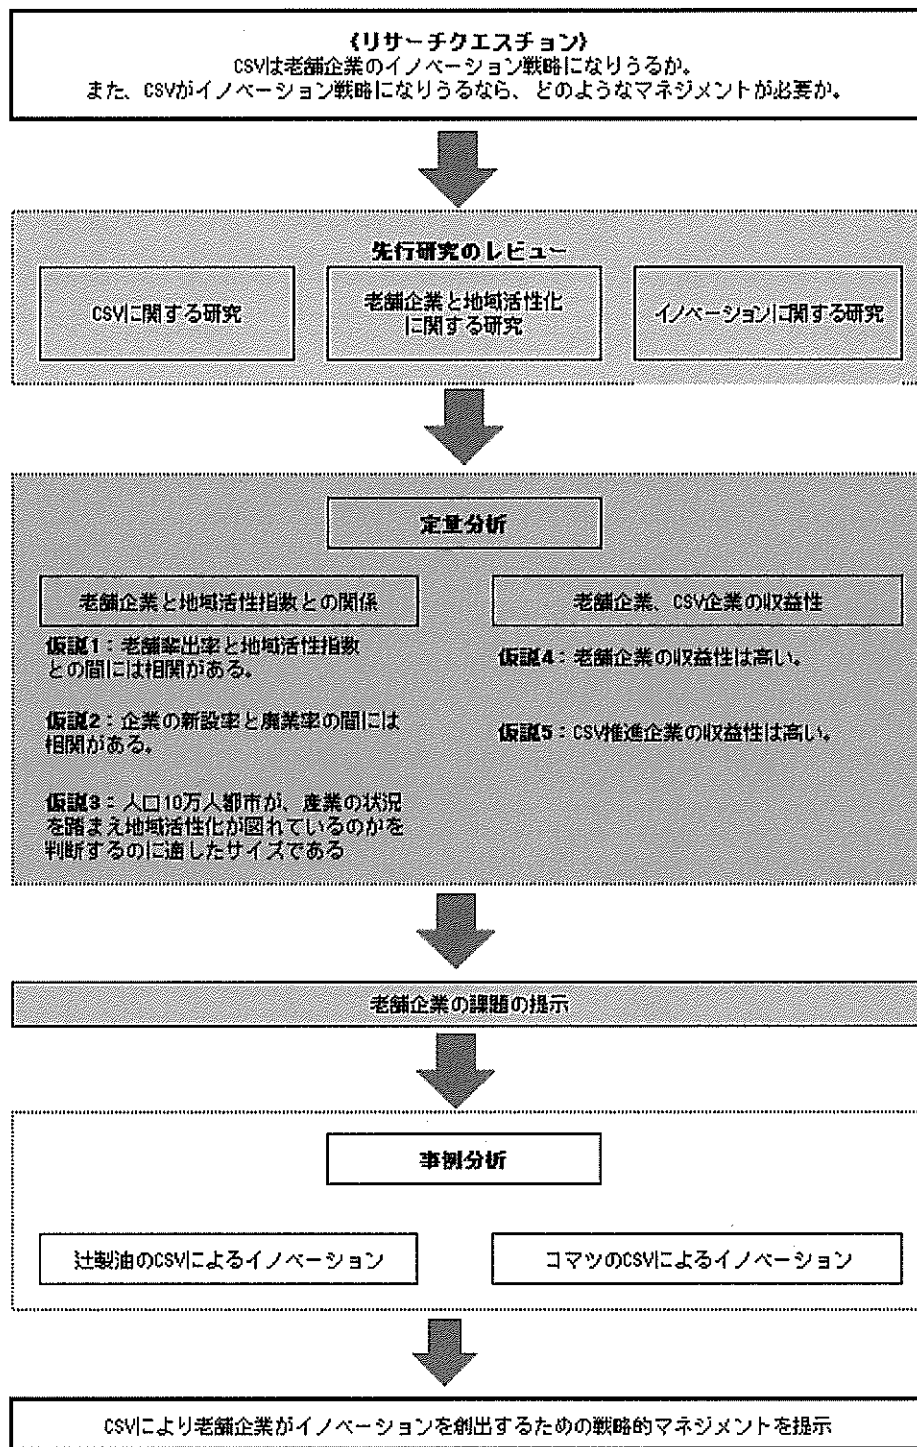 《リサーチクエスチョン》
CSVは老舗企業のイノベーション戦略になりうるか。
また、CSVがイノベーション戦略になりうるなら、どのようなマネジメントが必要か。
先行研究のレビュー
CSVに関する研究
老舗企業と地域活性化
に関する研究
イノベーションに関する研究
定量分析
老舗企業と地域活性指数との関係
仮説1：老舗輩出率と地域活性指数
との間には相関がある。
仮説2：企業の新設率と廃業率の間には
相関がある。
仮説3：人口10万人都市が、産業の状況
を踏まえ地域活性化が図れているのかを
判断するのに適したサイズである
老舗企業、CSV企業の収益性
仮説4：老舗企業の収益性は高い。
仮説5：CSV推進企業の収益性は高い。
老舗企業の課題の提示
事例分析
辻製油のCSVによるイノベーション
コマツのCSVによるイノベーション
CSVにより老舗企業がイノベーションを創出するための戦略的マネジメントを提示